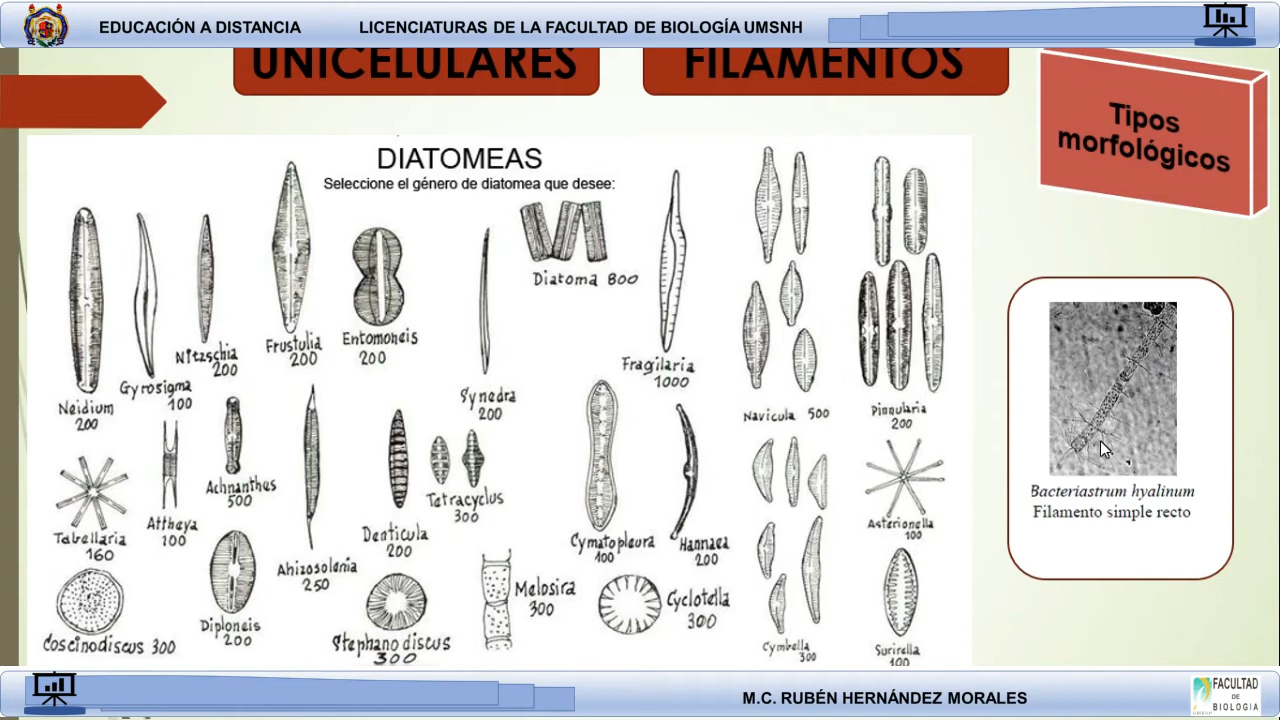 EDUCACIÓN A DISTANCIA
LICENCIATURAS DE LA FACULTAD DE BIOLOGÍA UMSNH
UNICELULARES
FILAMENTOS
Tipos
morfológicos
DIATOMEAS
Seleccione el género de diatomea que desee:
Neidium
200
Gyrosigma
100
Nitzschia
200
Frustulia
200
Entomoneis
200
Synedra
200
Diatoma 800
Fragilaria
1000
Navicula 500
Pinnularia
200
Tabellaria
160
Attheya
100
Achnanthes
500
Ahizosolenia
250
Denticula
200
Tetracyclus
300
Cymatopleura
100
Hannaea
200
Asterionella
100
Coscinodiscus 300
Diploneis
200
Stephano discus
300
Melosira
300
Cyclotella
300
Cymbella
300
Surirella
100
Bacteriastrum hyalinum
Filamento simple recto
M.C. RUBÉN HERNÁNDEZ MORALES
FACULTAD
DE
BIOLOGIA